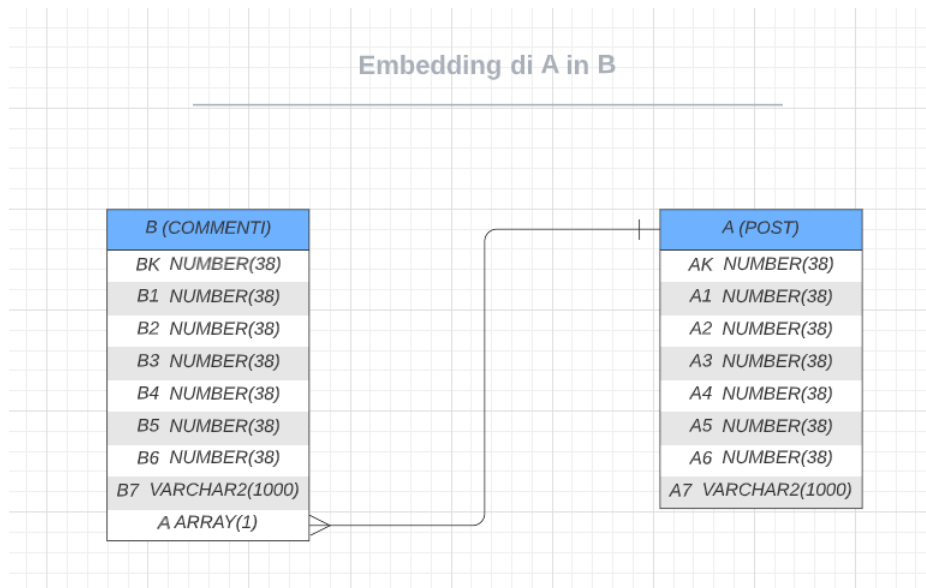 Embedding di A in B
B (COMMENTI)
BK NUMBER(38)
B1 NUMBER(38)
B2 NUMBER(38)
B3 NUMBER(38)
B4 NUMBER(38)
B5 NUMBER(38)
B6 NUMBER(38)
B7 VARCHAR2(1000)
A ARRAY(1)
A (POST)
AK NUMBER(38)
A1 NUMBER(38)
A2 NUMBER(38)
A3 NUMBER(38)
A4 NUMBER(38)
A5 NUMBER(38)
A6 NUMBER(38)
A7 VARCHAR2(1000)